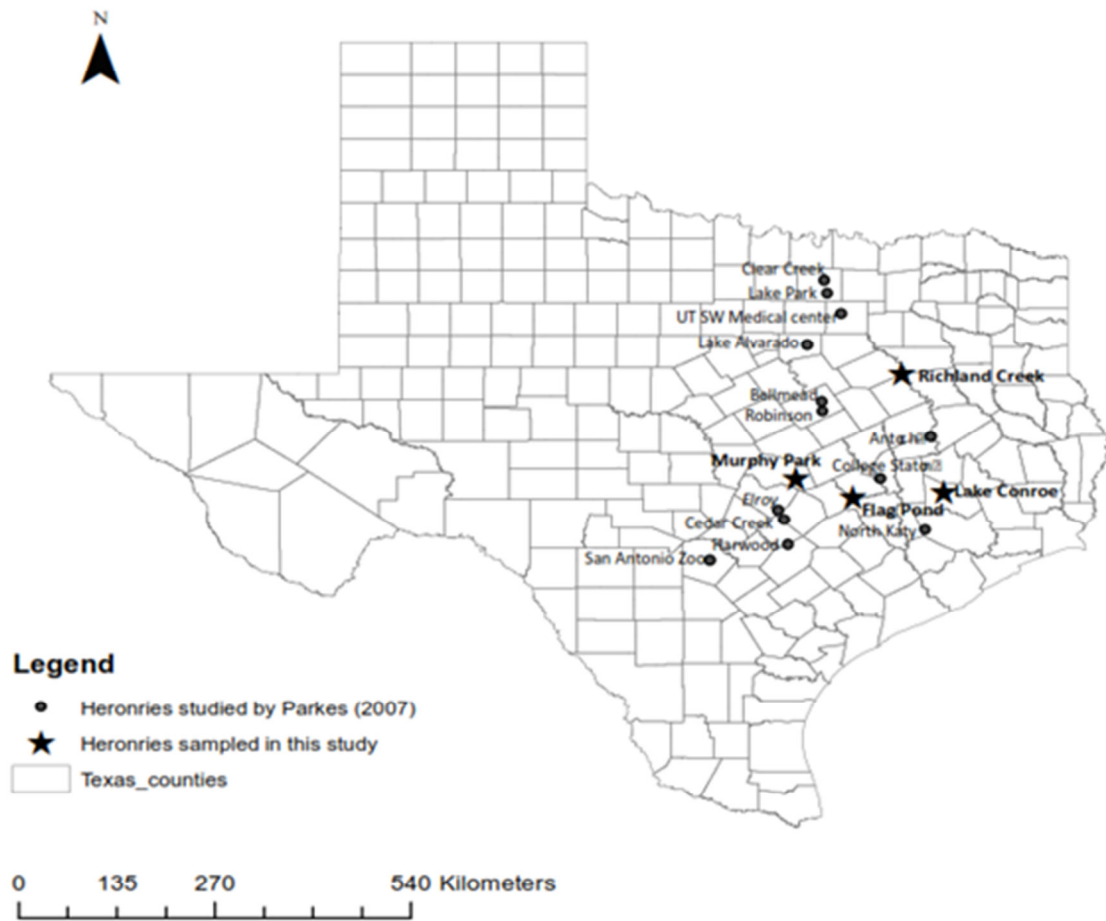 N
Clear Creek
Lake Park
UT SW Medical center
Lake Alvarado
Richland Creek
Bellmead
Robinson
Murphy Park
College Stato
Lake Conroe
Elroy
Flag Pond
Cedar Creek
North Katy
Harwood
San Antonio Zoo
Legend
Heronries studied by Parkes (2007)
Heronries sampled in this study
Texas_counties
0 135 270 540 Kilometers